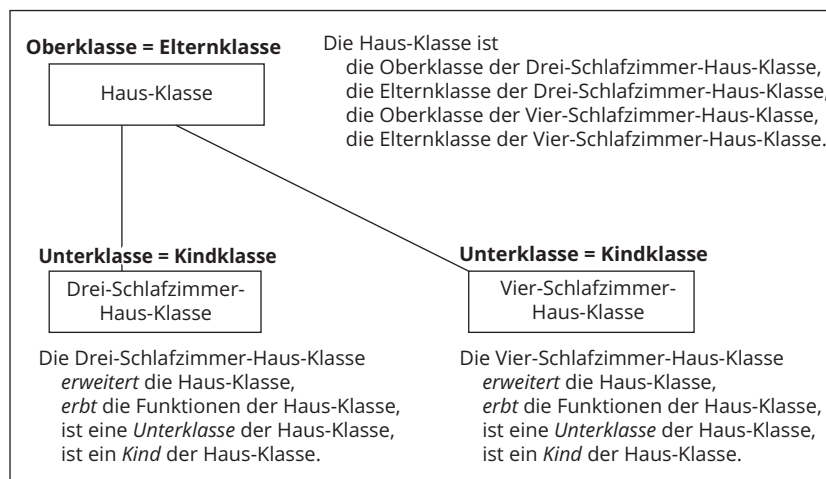 Oberklasse = Elternklasse
Haus-Klasse
Die Haus-Klasse ist
die Oberklasse der Drei-Schlafzimmer-Haus-Klasse,
die Elternklasse der Drei-Schlafzimmer-Haus-Klasse,
die Oberklasse der Vier-Schlafzimmer-Haus-Klasse,
die Elternklasse der Vier-Schlafzimmer-Haus-Klasse.
Unterklasse = Kindklasse
Drei-Schlafzimmer-
Haus-Klasse
Die Drei-Schlafzimmer-Haus-Klasse
erweitert die Haus-Klasse,
erbt die Funktionen der Haus-Klasse,
ist eine Unterklasse der Haus-Klasse,
ist ein Kind der Haus-Klasse.
Unterklasse = Kindklasse
Vier-Schlafzimmer-
Haus-Klasse
Die Vier-Schlafzimmer-Haus-Klasse
erweitert die Haus-Klasse,
erbt die Funktionen der Haus-Klasse,
ist eine Unterklasse der Haus-Klasse,
ist ein Kind der Haus-Klasse.